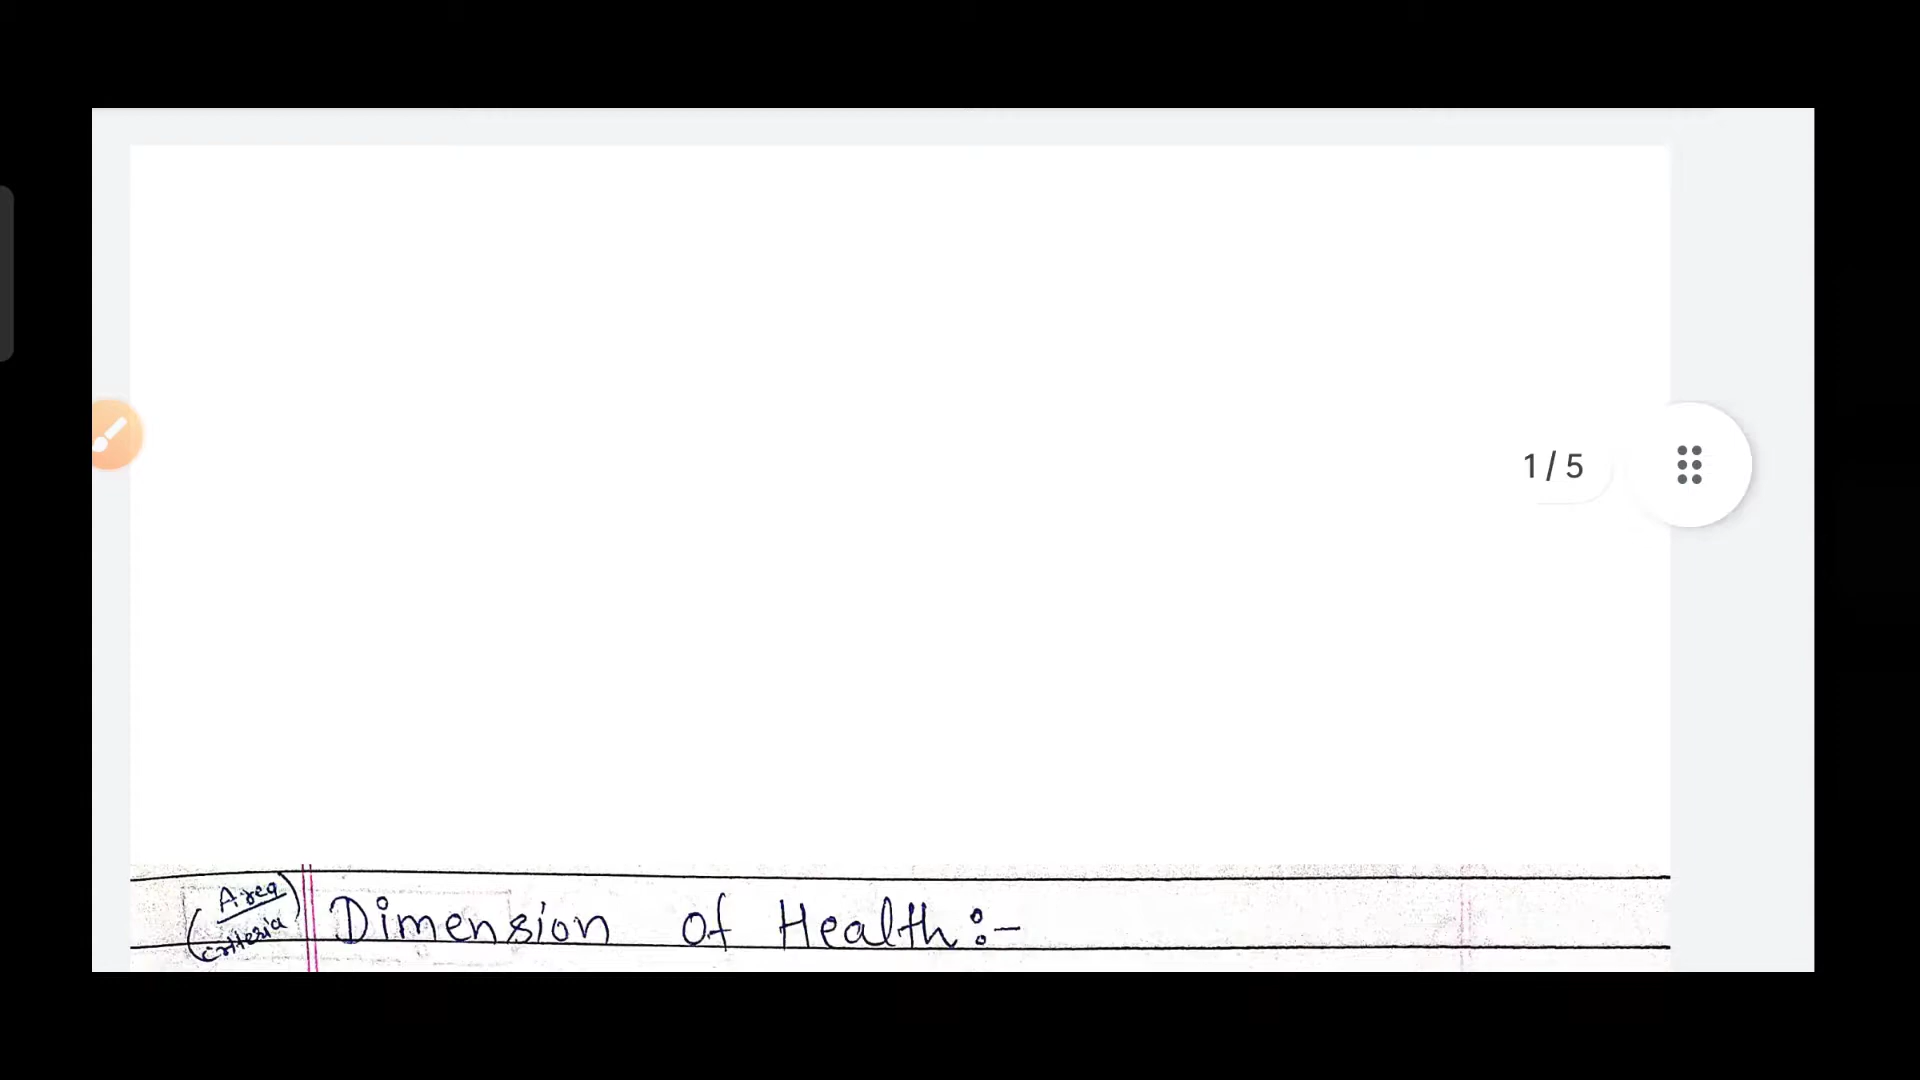 1 / 5
(Area
criteria)
Dimension of Health :-